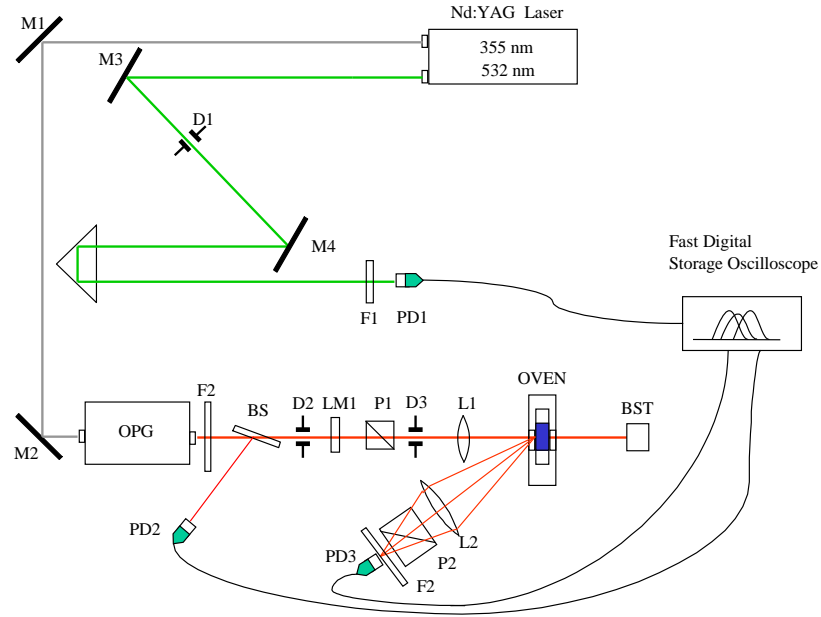 Nd:YAG Laser
M1
355 nm
532 nm
M3
D1
M4
Fast Digital
Storage Oscilloscope
F1
PD1
OVEN
F2
BS
D2
LM1
P1
D3
L1
BST
OPG
M2
PD2
PD3
L2
P2
F2